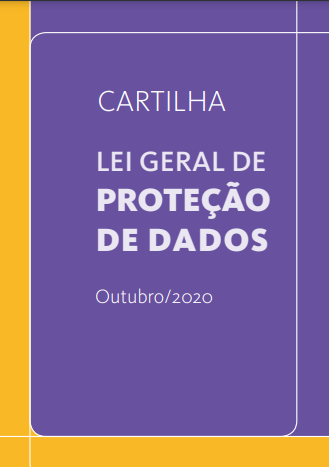 CARTILHA
LEI GERAL DE
PROTEÇÃO
DE DADOS
Outubro/2020